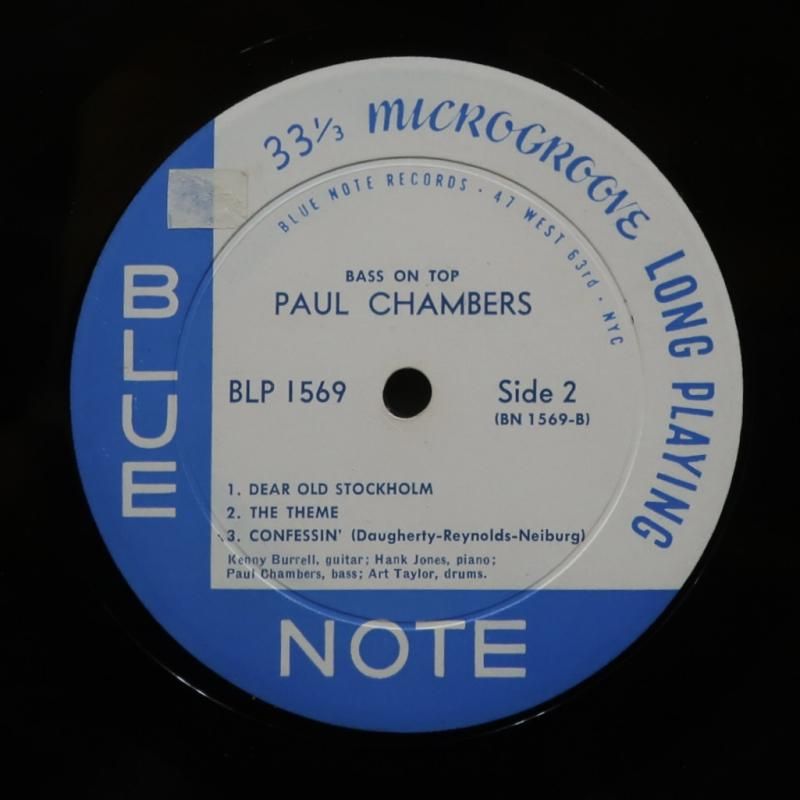 33⅓ MICROGROOVE LONG PLAYING
BLUE NOTE RECORDS · 47 WEST 63rd · NYC
BASS ON TOP
PAUL CHAMBERS
BLP 1569
Side 2
(BN 1569-B)
1. DEAR OLD STOCKHOLM
2. THE THEME
3. CONFESSIN' (Daugherty-Reynolds-Neiburg)
Kenny Burrell, guitar; Hank Jones, piano;
Paul Chambers, bass; Art Taylor, drums.
BLUE
NOTE